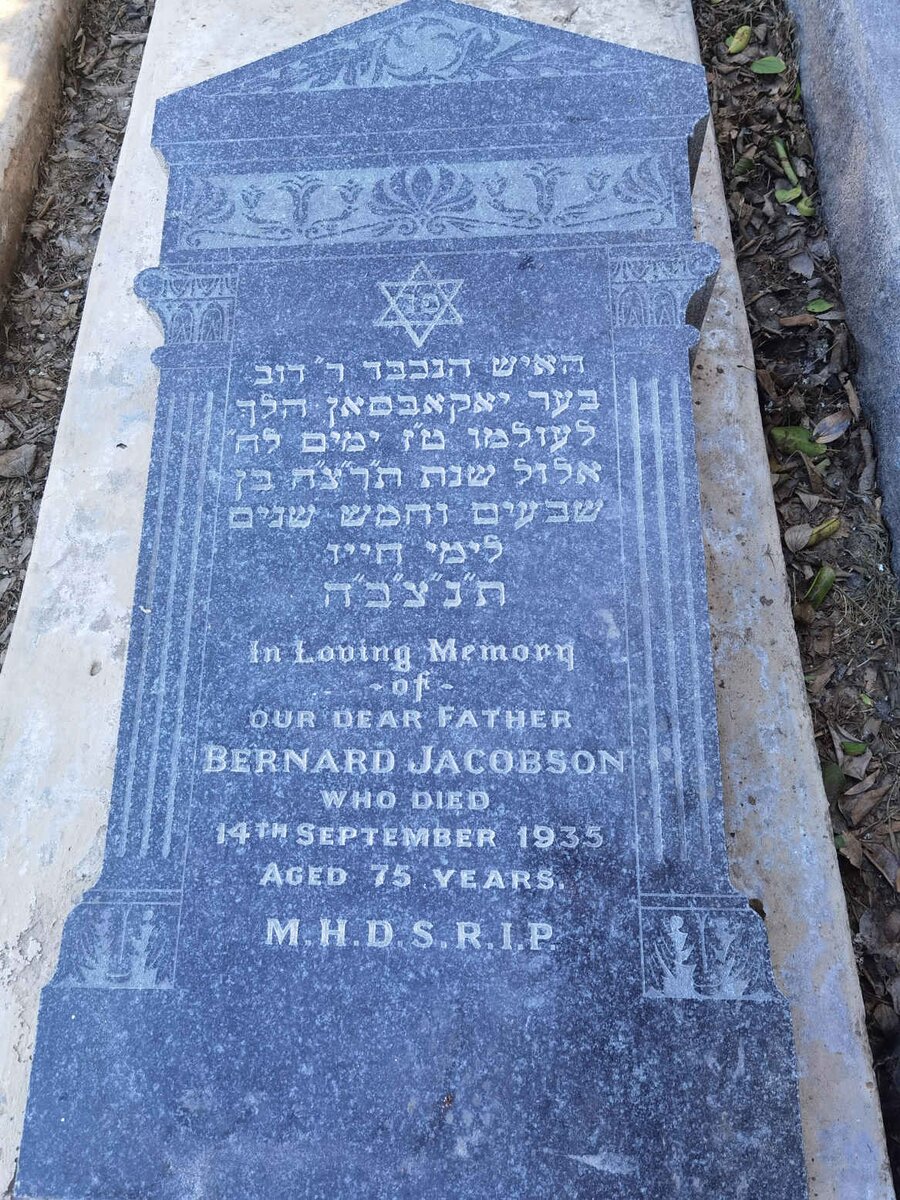 פנ
האיש הנכבד ר״ דוב
בער יאקאבסאן הלך
לעולמו ט״ז ימים לח׳
אלול שנת תרצ״ה בן
שבעים וחמש שנים
לימי חייו
ת״נ״צ״ב״ה
In Loving Memory
- of -
OUR DEAR FATHER
BERNARD JACOBSON
WHO DIED
14TH SEPTEMBER 1935
AGED 75 YEARS.
M.H.D.S.R.I.P.